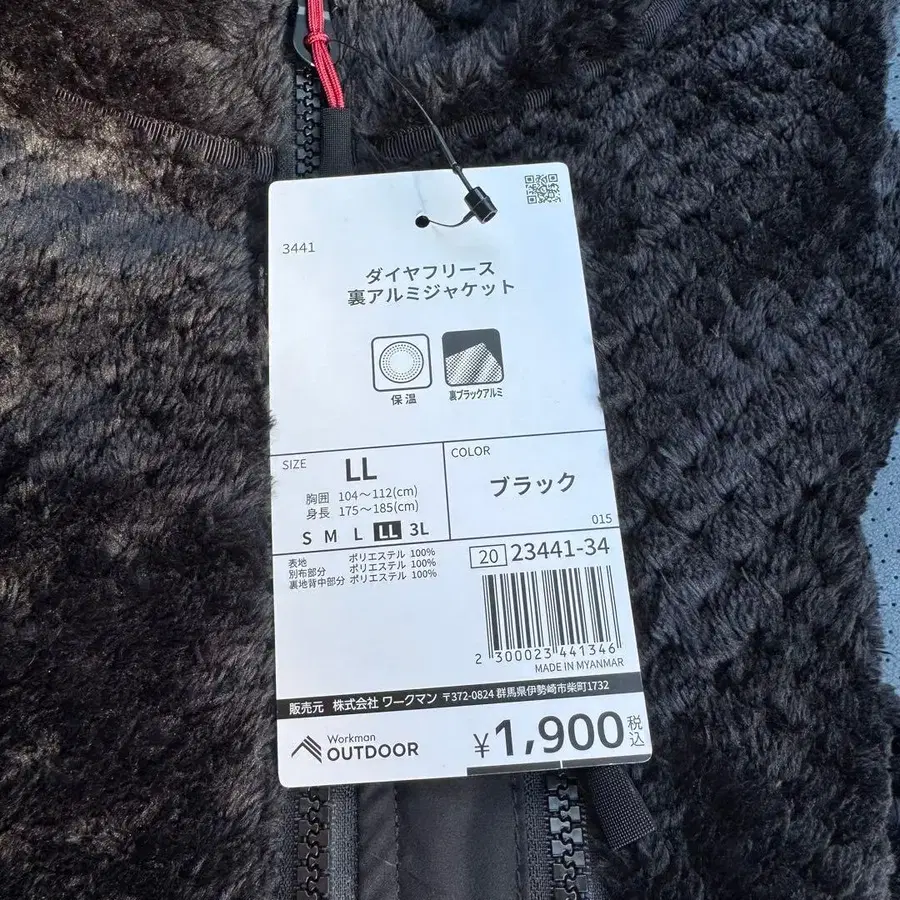 3441
ダイヤフリース
裏アルミジャケット
保温
裏ブラックアルミ
SIZE
LL
胸囲 104～112(cm)
身長 175～185(cm)
S M L LL 3L
COLOR
ブラック
015
表地 ポリエステル 100%
別布部分 ポリエステル 100%
裏地背中部分 ポリエステル 100%
20 23441-34
2 300023 441346
MADE IN MYANMAR
販売元 株式会社 ワークマン 〒372-0824 群馬県伊勢崎市柴町1732
Workman
OUTDOOR
¥1,900税込